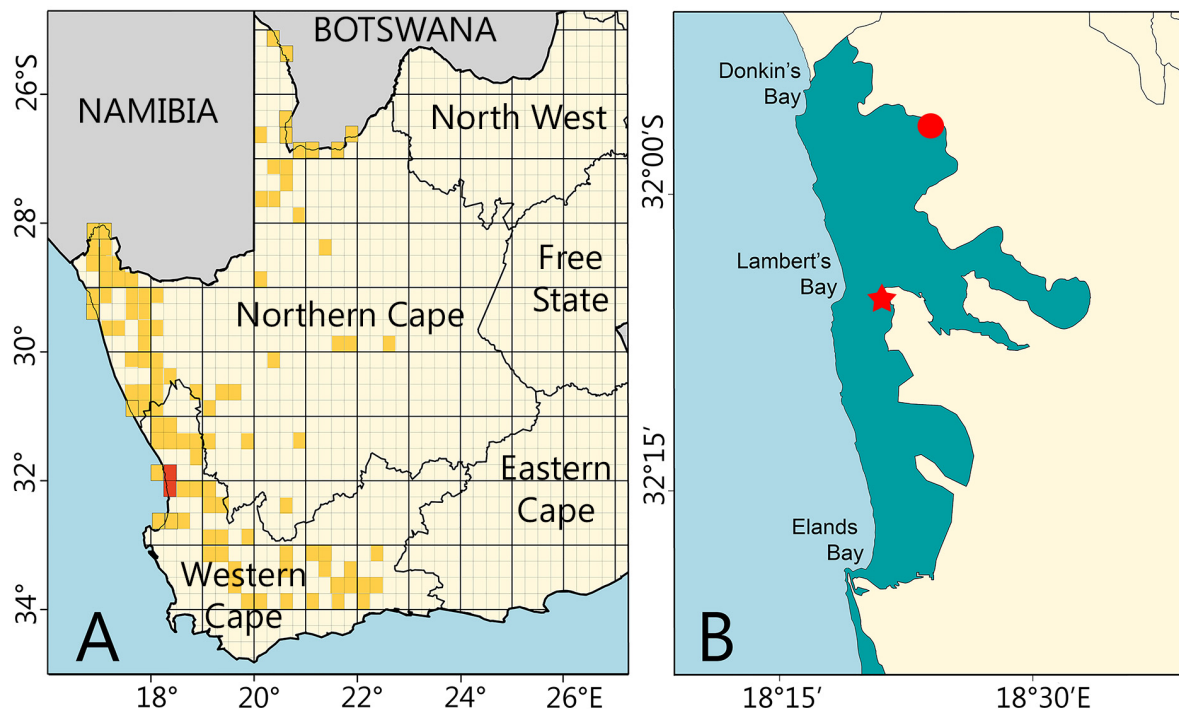 BOTSWANA
NAMIBIA
North West
Free
State
Northern Cape
Eastern
Cape
Western
Cape
A
26°S
28°
30°
32°
34°
18°
20°
22°
24°
26°E
Donkin's
Bay
Lambert's
Bay
Elands
Bay
B
32°00′S
32°15′
18°15′
18°30′E